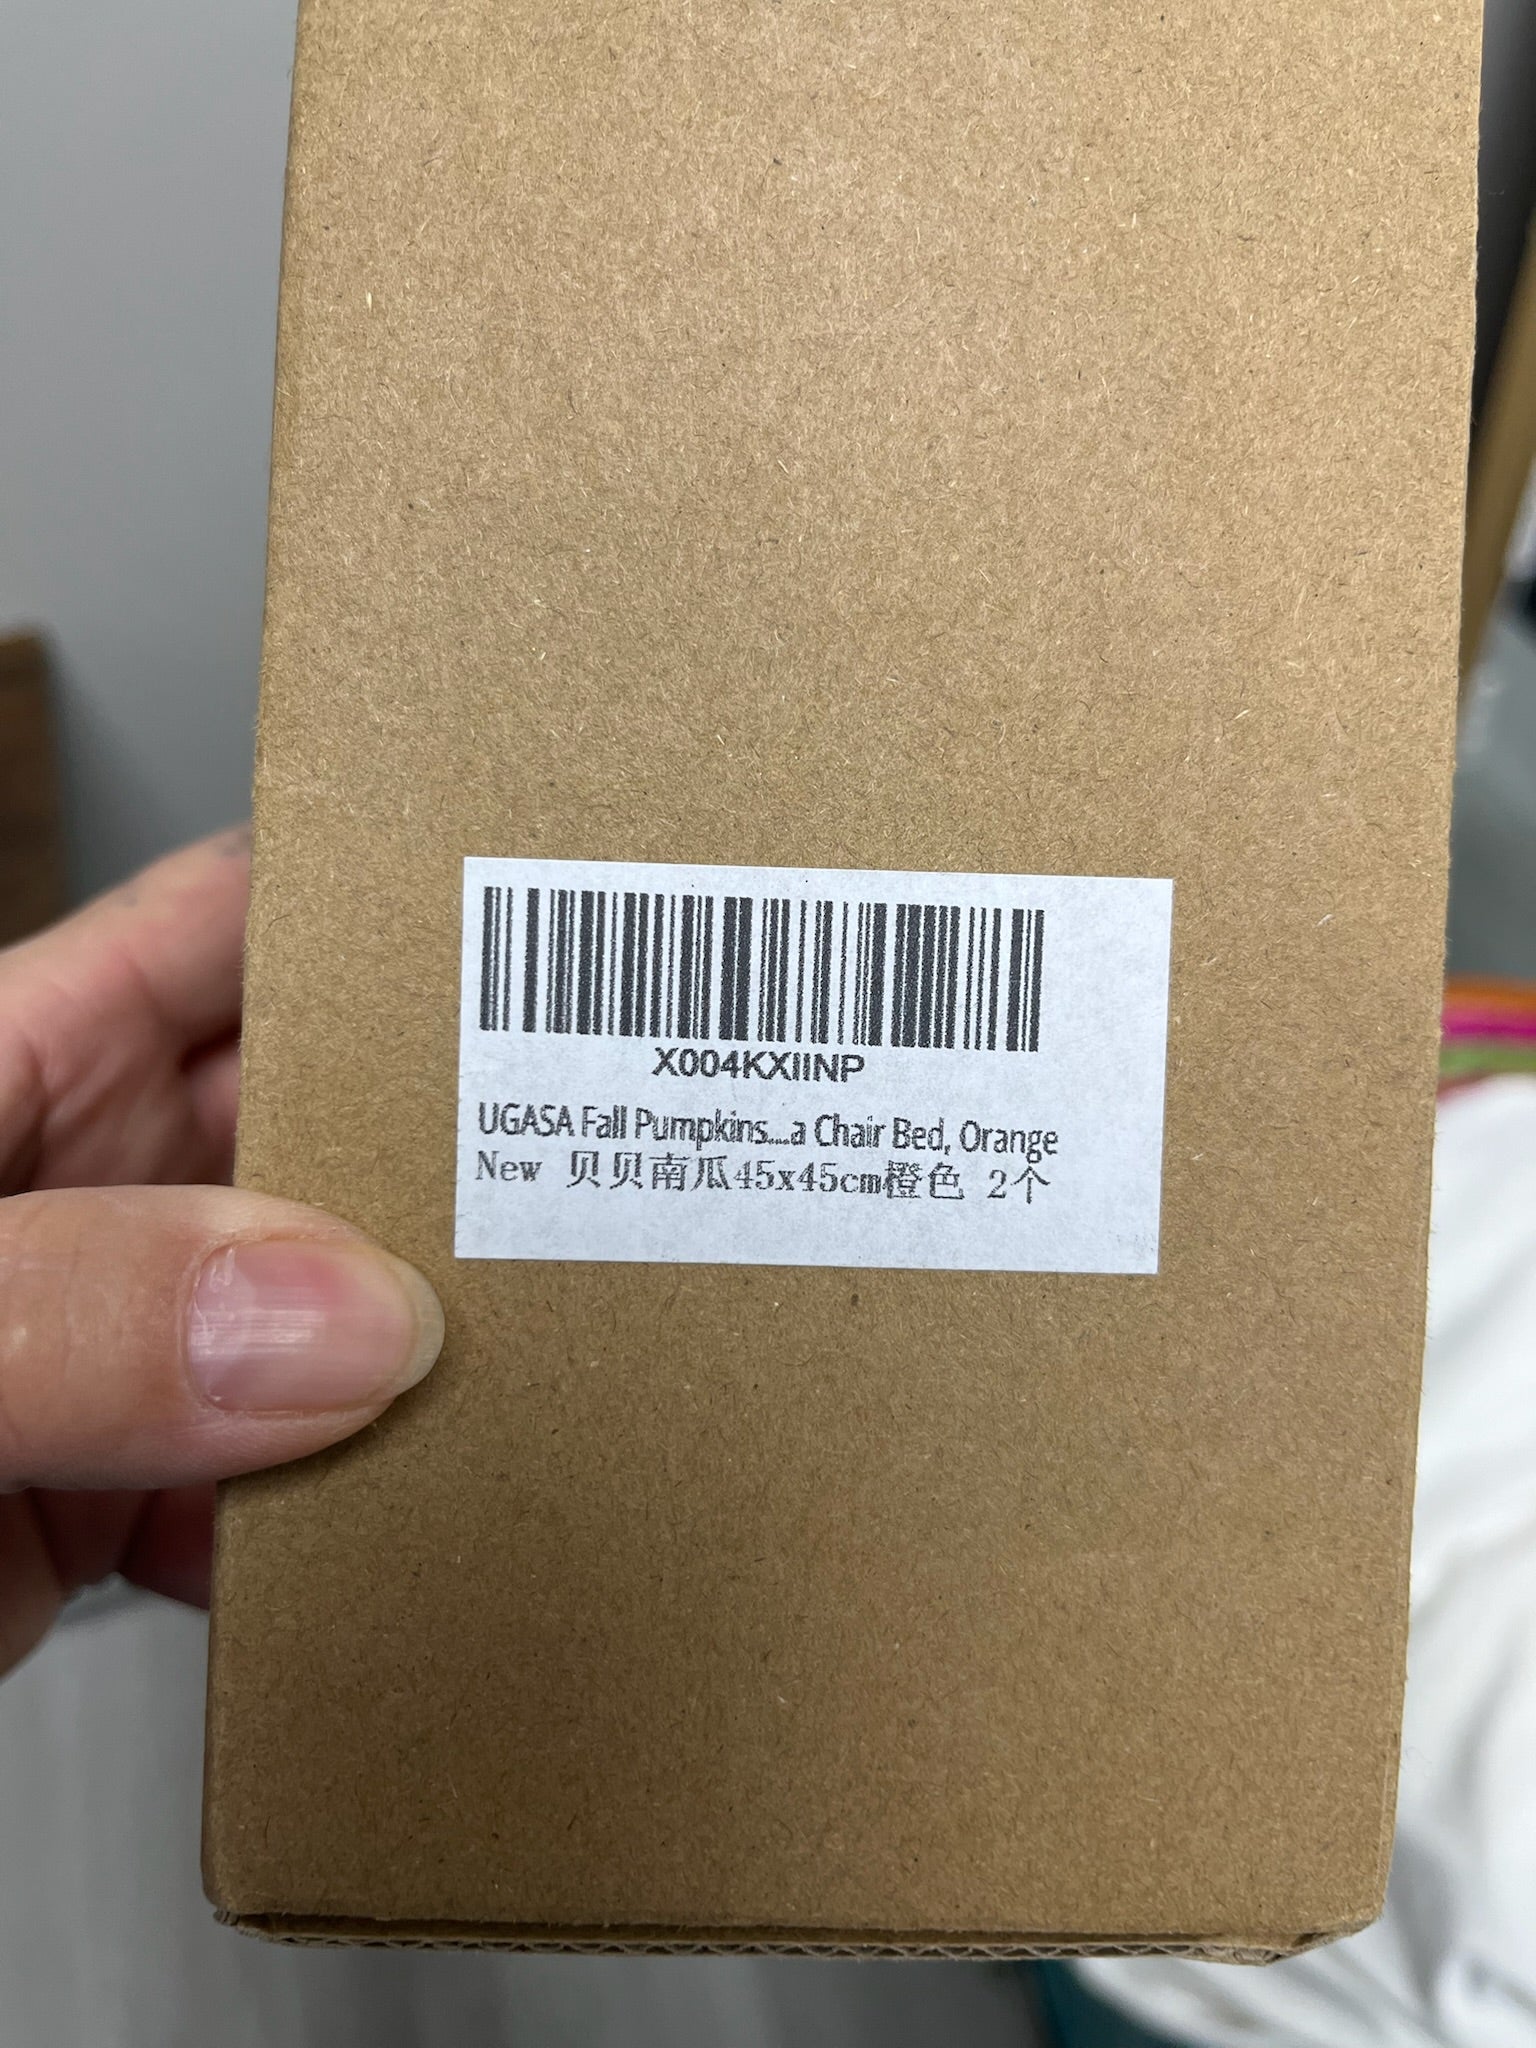 X004KXIINP
UGASA Fall Pumpkins...a Chair Bed, Orange
New 贝贝南瓜45x45cm橙色 2个